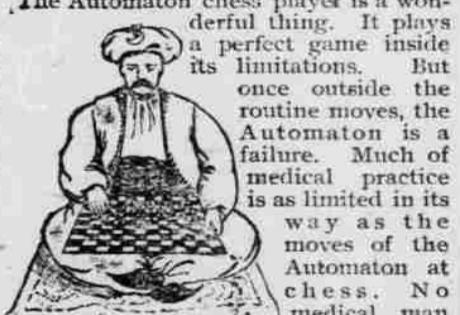 The Automaton chess player is a won-
derful thing. It plays
a perfect game inside
its limitations. But
once outside the
routine moves, the
Automaton is a
failure. Much of
medical practice
is as limited in its
way as the
moves of the
Automaton at
chess. No
medical man